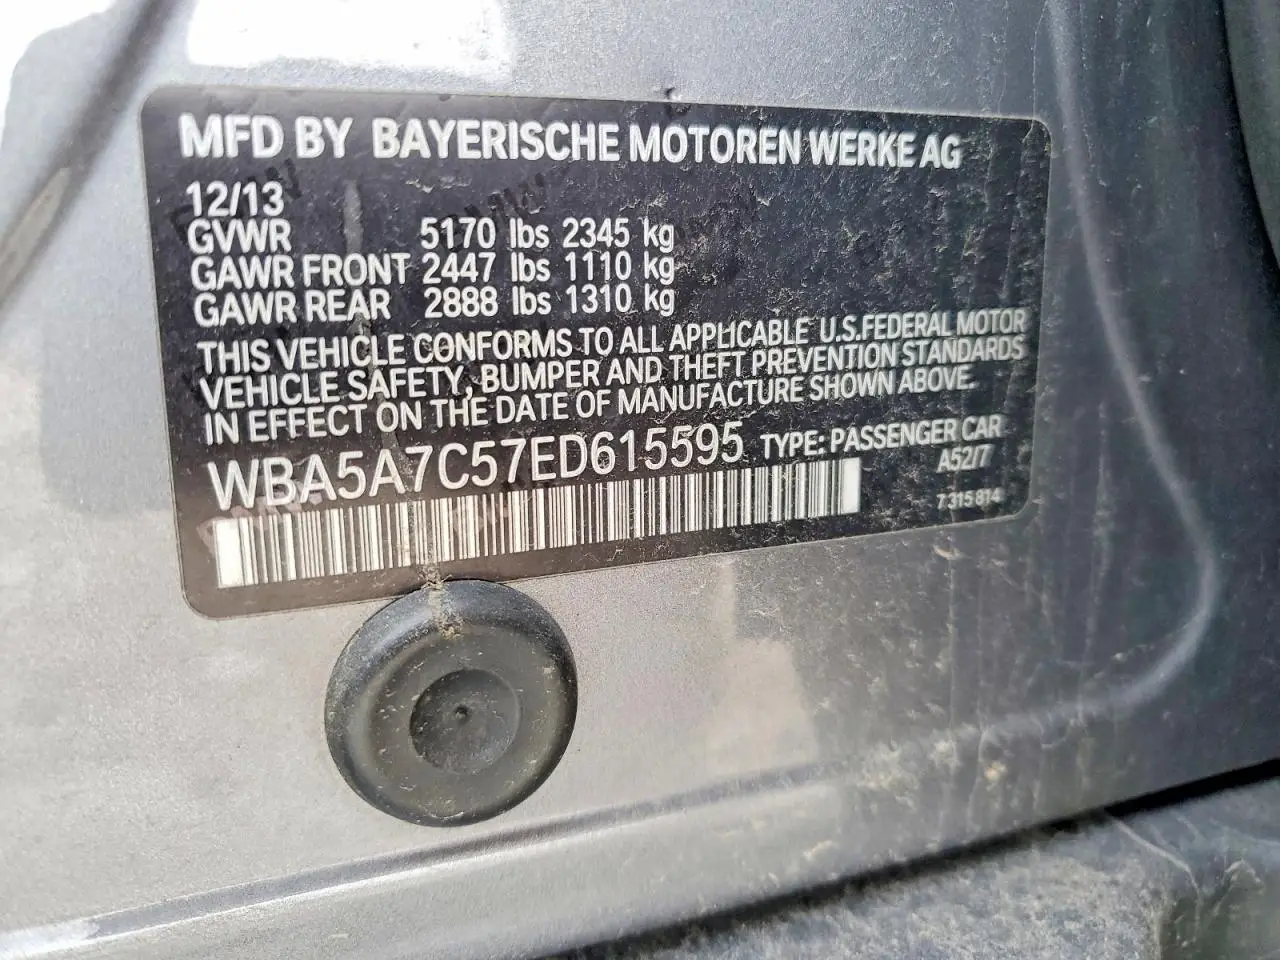 MFD BY BAYERISCHE MOTOREN WERKE AG
12/13
GVWR 5170 lbs 2345 kg
GAWR FRONT 2447 lbs 1110 kg
GAWR REAR 2888 lbs 1310 kg
THIS VEHICLE CONFORMS TO ALL APPLICABLE U.S.FEDERAL MOTOR
VEHICLE SAFETY, BUMPER AND THEFT PREVENTION STANDARDS
IN EFFECT ON THE DATE OF MANUFACTURE SHOWN ABOVE.
WBA5A7C57ED615595 TYPE: PASSENGER CAR
A52/7
7 315 814